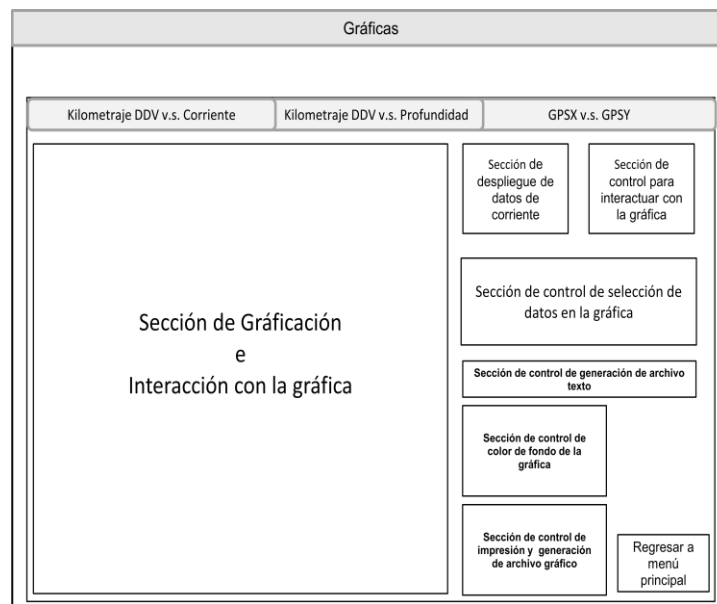 Gráficas
Kilometraje DDV v.s. Corriente
Kilometraje DDV v.s. Profundidad
GPSX v.s. GPSY
Sección de
despliegue de
datos de
corriente
Sección de
control para
interactuar con
la gráfica
Sección de control de selección de
datos en la gráfica
Sección de Gráficación
e
Interacción con la gráfica
Sección de control de generación de archivo
texto
Sección de control de
color de fondo de la
gráfica
Sección de control de
impresión y generación
de archivo gráfico
Regresar a
menú
principal